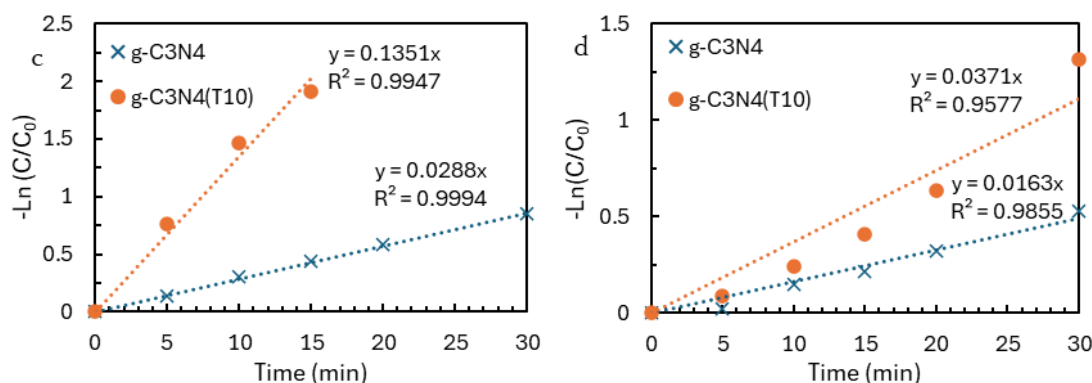 c
-Ln (C/C₀)
2.5
2
1.5
1
0.5
0
g-C3N4
g-C3N4(T10)
y = 0.1351x
R² = 0.9947
y = 0.0288x
R² = 0.9994
0 5 10 15 20 25 30
Time (min)
d
-Ln(C/C₀)
1.5
1
0.5
0
g-C3N4
g-C3N4(T10)
y = 0.0371x
R² = 0.9577
y = 0.0163x
R² = 0.9855
0 5 10 15 20 25 30
Time (min)